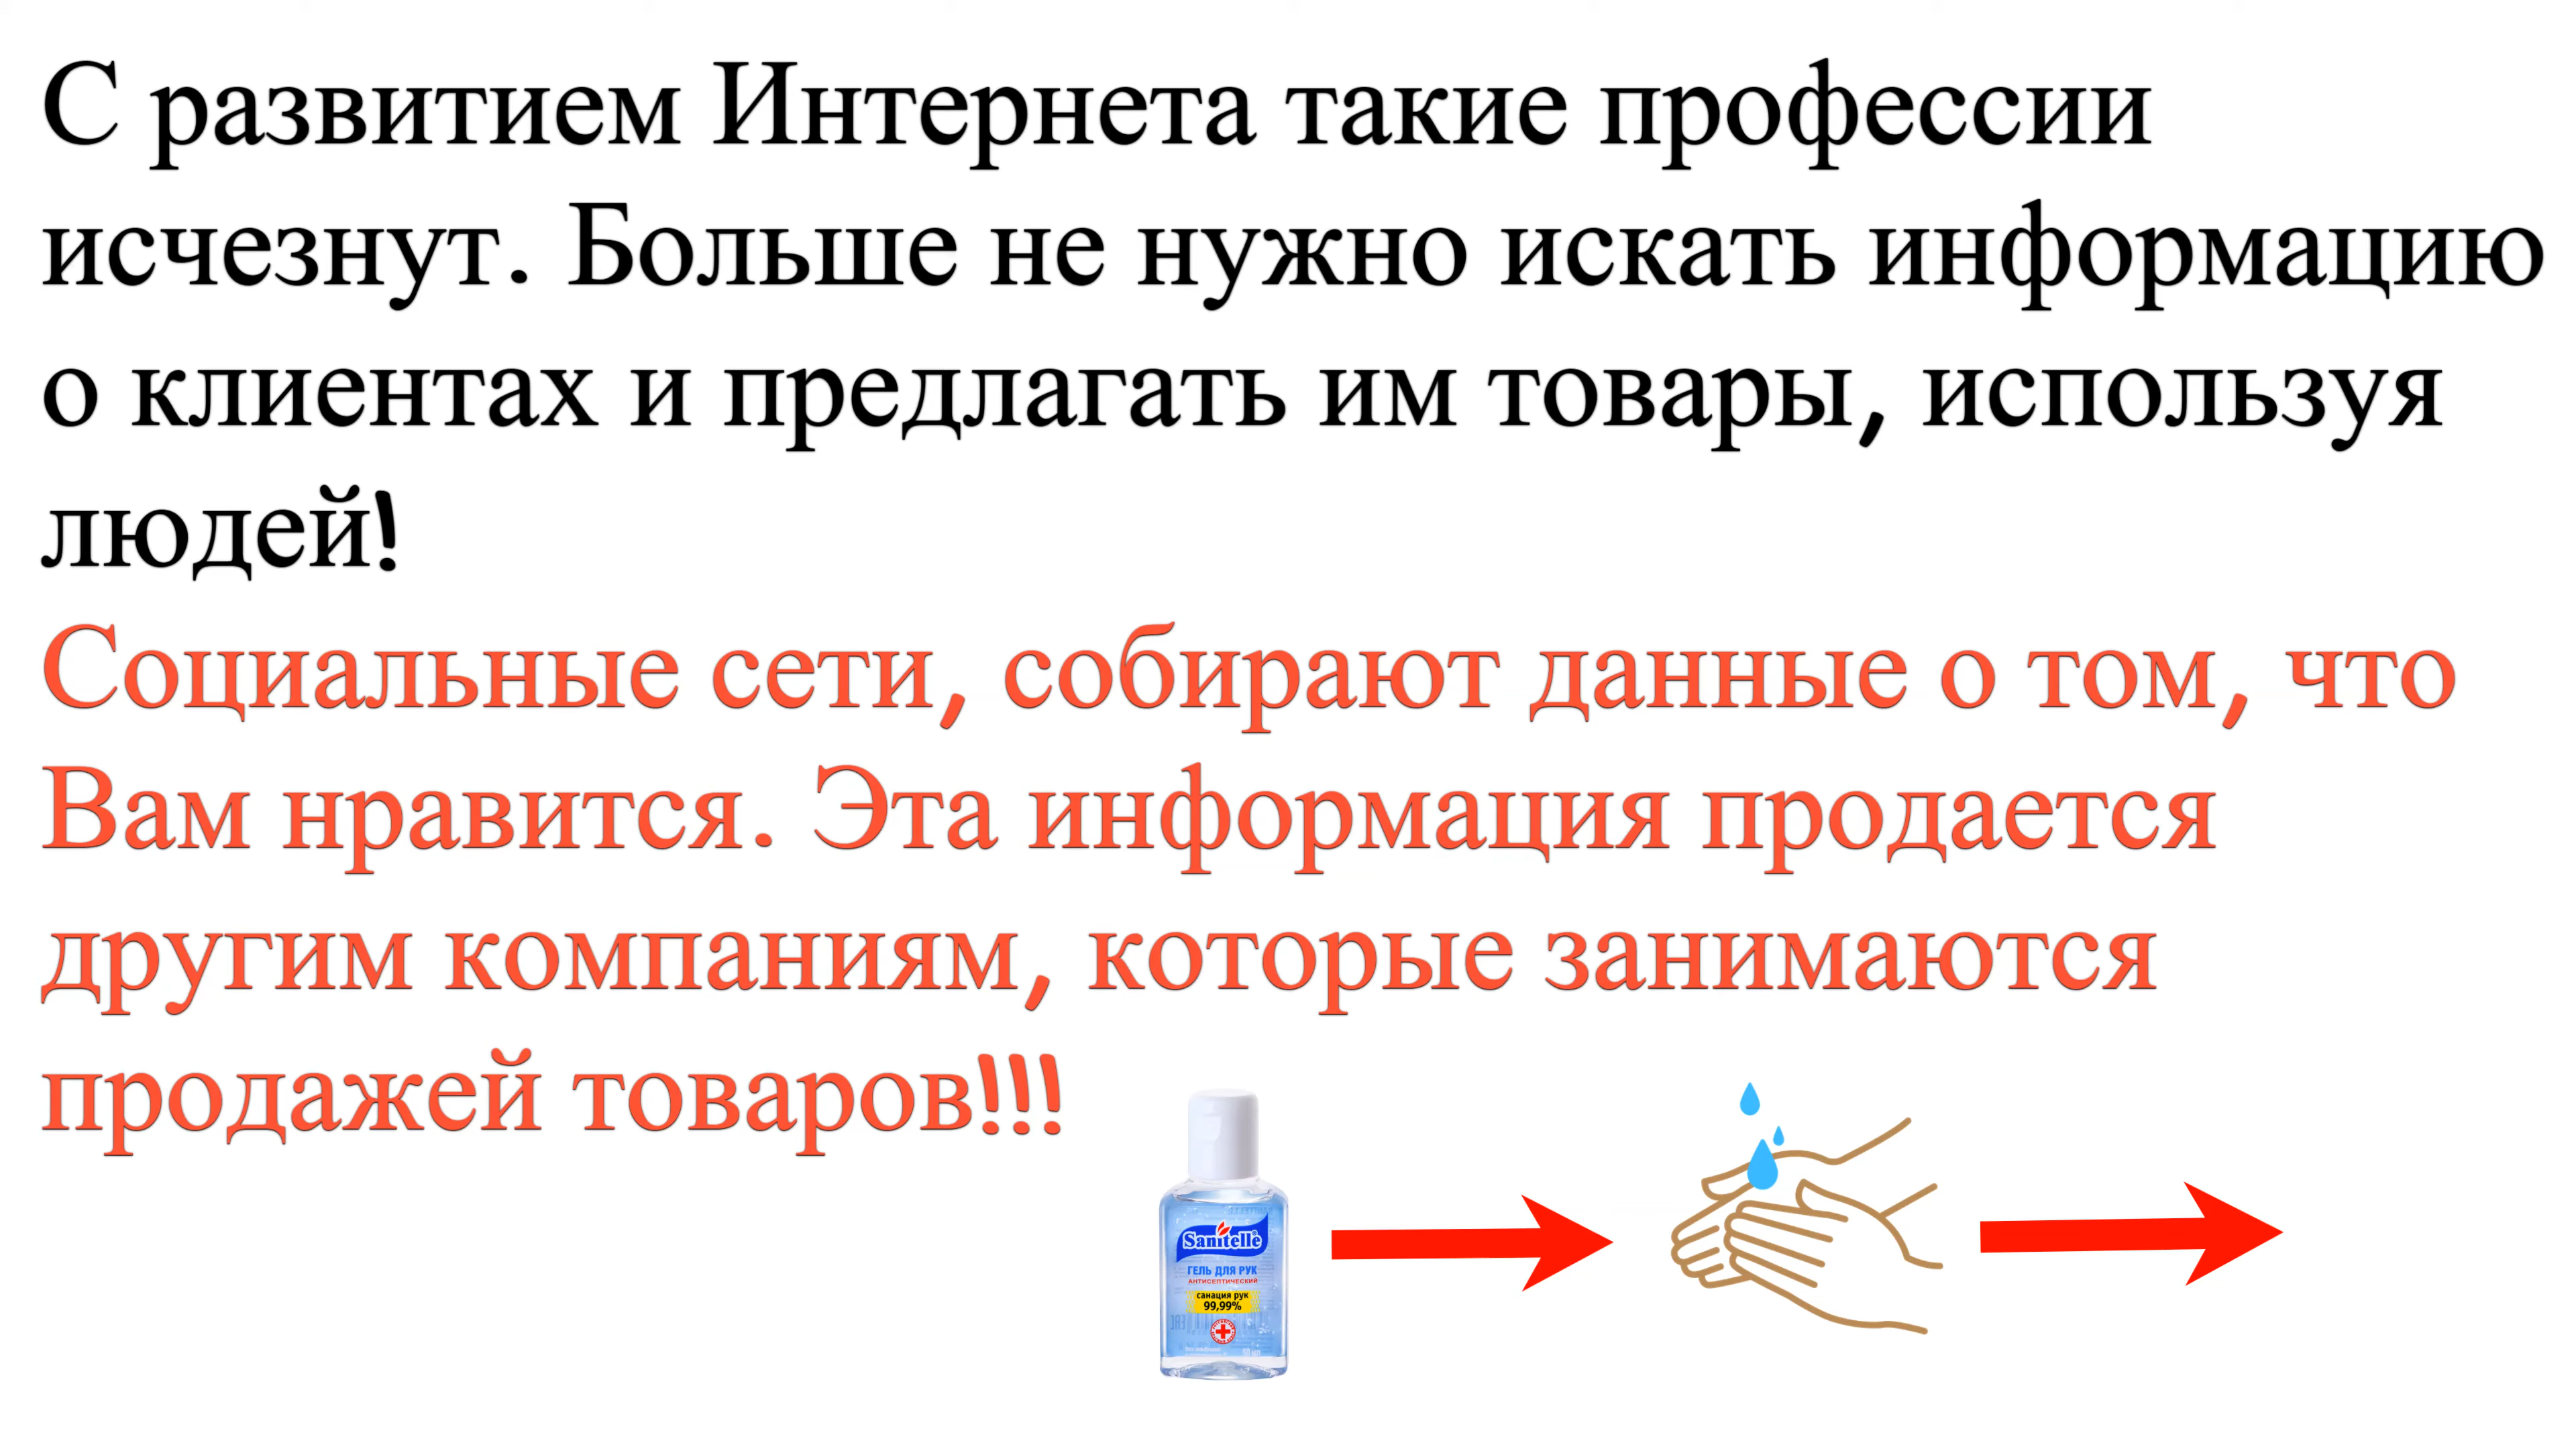 С развитием Интернета такие профессии
исчезнут. Больше не нужно искать информацию
о клиентах и предлагать им товары, используя
людей!
Социальные сети, собирают данные о том, что
Вам нравится. Эта информация продается
другим компаниям, которые занимаются
продажей товаров!!!
Sanitelle
ГЕЛЬ ДЛЯ РУК
АНТИСЕПТИЧЕСКИЙ
санация рук
99,99%